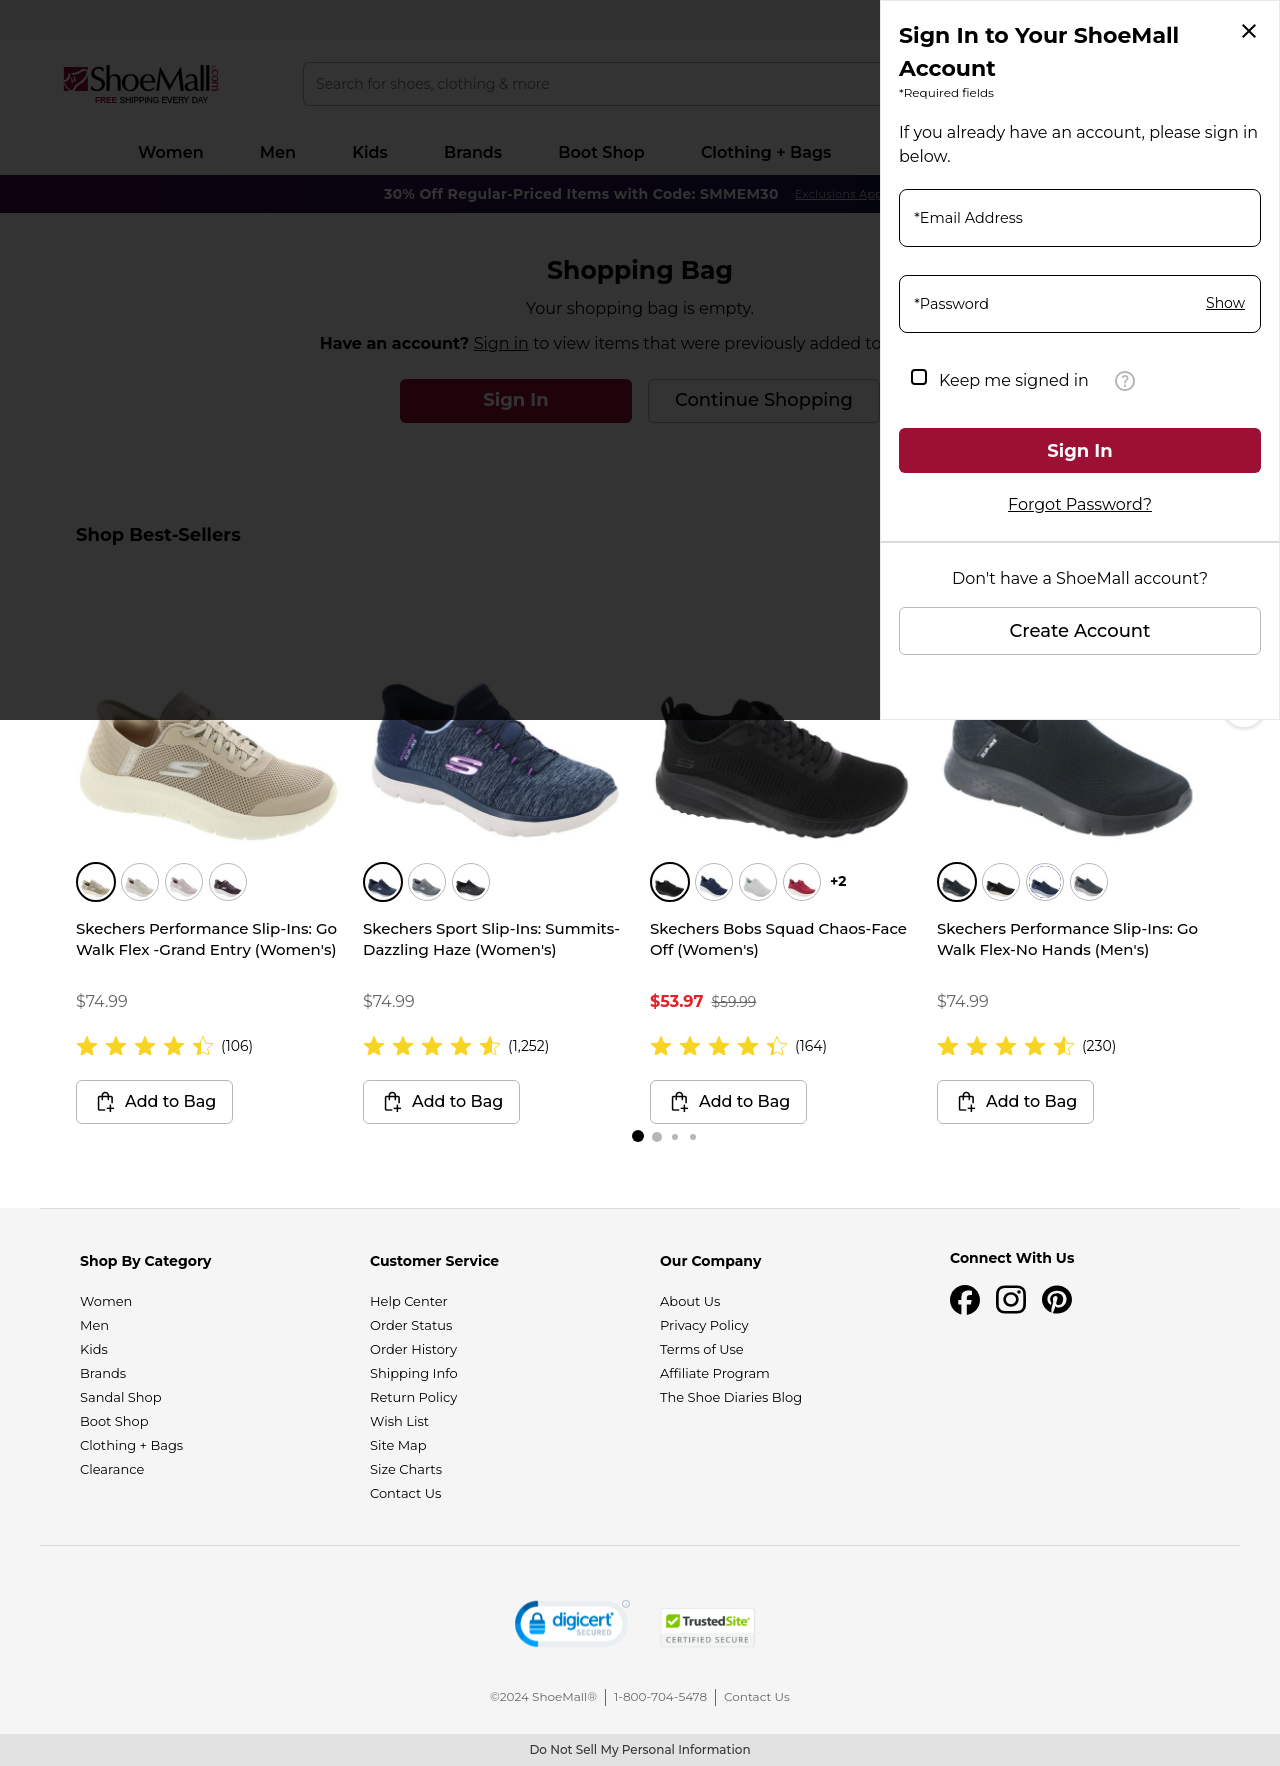 ShoeMall.com
FREE SHIPPING EVERY DAY
Search for shoes, clothing & more
Women Men Kids Brands Boot Shop Clothing + Bags
30% Off Regular-Priced Items with Code: SMMEM30 Exclusions App
Shopping Bag
Your shopping bag is empty.
Have an account? Sign in to view items that were previously added to
Sign In Continue Shopping
Shop Best-Sellers
Sign In to Your ShoeMall
Account
*Required fields
If you already have an account, please sign in
below.
*Email Address
*Password Show
Keep me signed in ?
Sign In
Forgot Password?
Don't have a ShoeMall account?
Create Account
+2
Skechers Performance Slip-Ins: Go
Walk Flex -Grand Entry (Women's)
$74.99
(106)
Add to Bag
Skechers Sport Slip-Ins: Summits-
Dazzling Haze (Women's)
$74.99
(1,252)
Add to Bag
Skechers Bobs Squad Chaos-Face
Off (Women's)
$53.97 $59.99
(164)
Add to Bag
Skechers Performance Slip-Ins: Go
Walk Flex-No Hands (Men's)
$74.99
(230)
Add to Bag
Shop By Category
Women
Men
Kids
Brands
Sandal Shop
Boot Shop
Clothing + Bags
Clearance
Customer Service
Help Center
Order Status
Order History
Shipping Info
Return Policy
Wish List
Site Map
Size Charts
Contact Us
Our Company
About Us
Privacy Policy
Terms of Use
Affiliate Program
The Shoe Diaries Blog
Connect With Us
digicert
SECURED
TrustedSite
CERTIFIED SECURE
©2024 ShoeMall® 1-800-704-5478 Contact Us
Do Not Sell My Personal Information